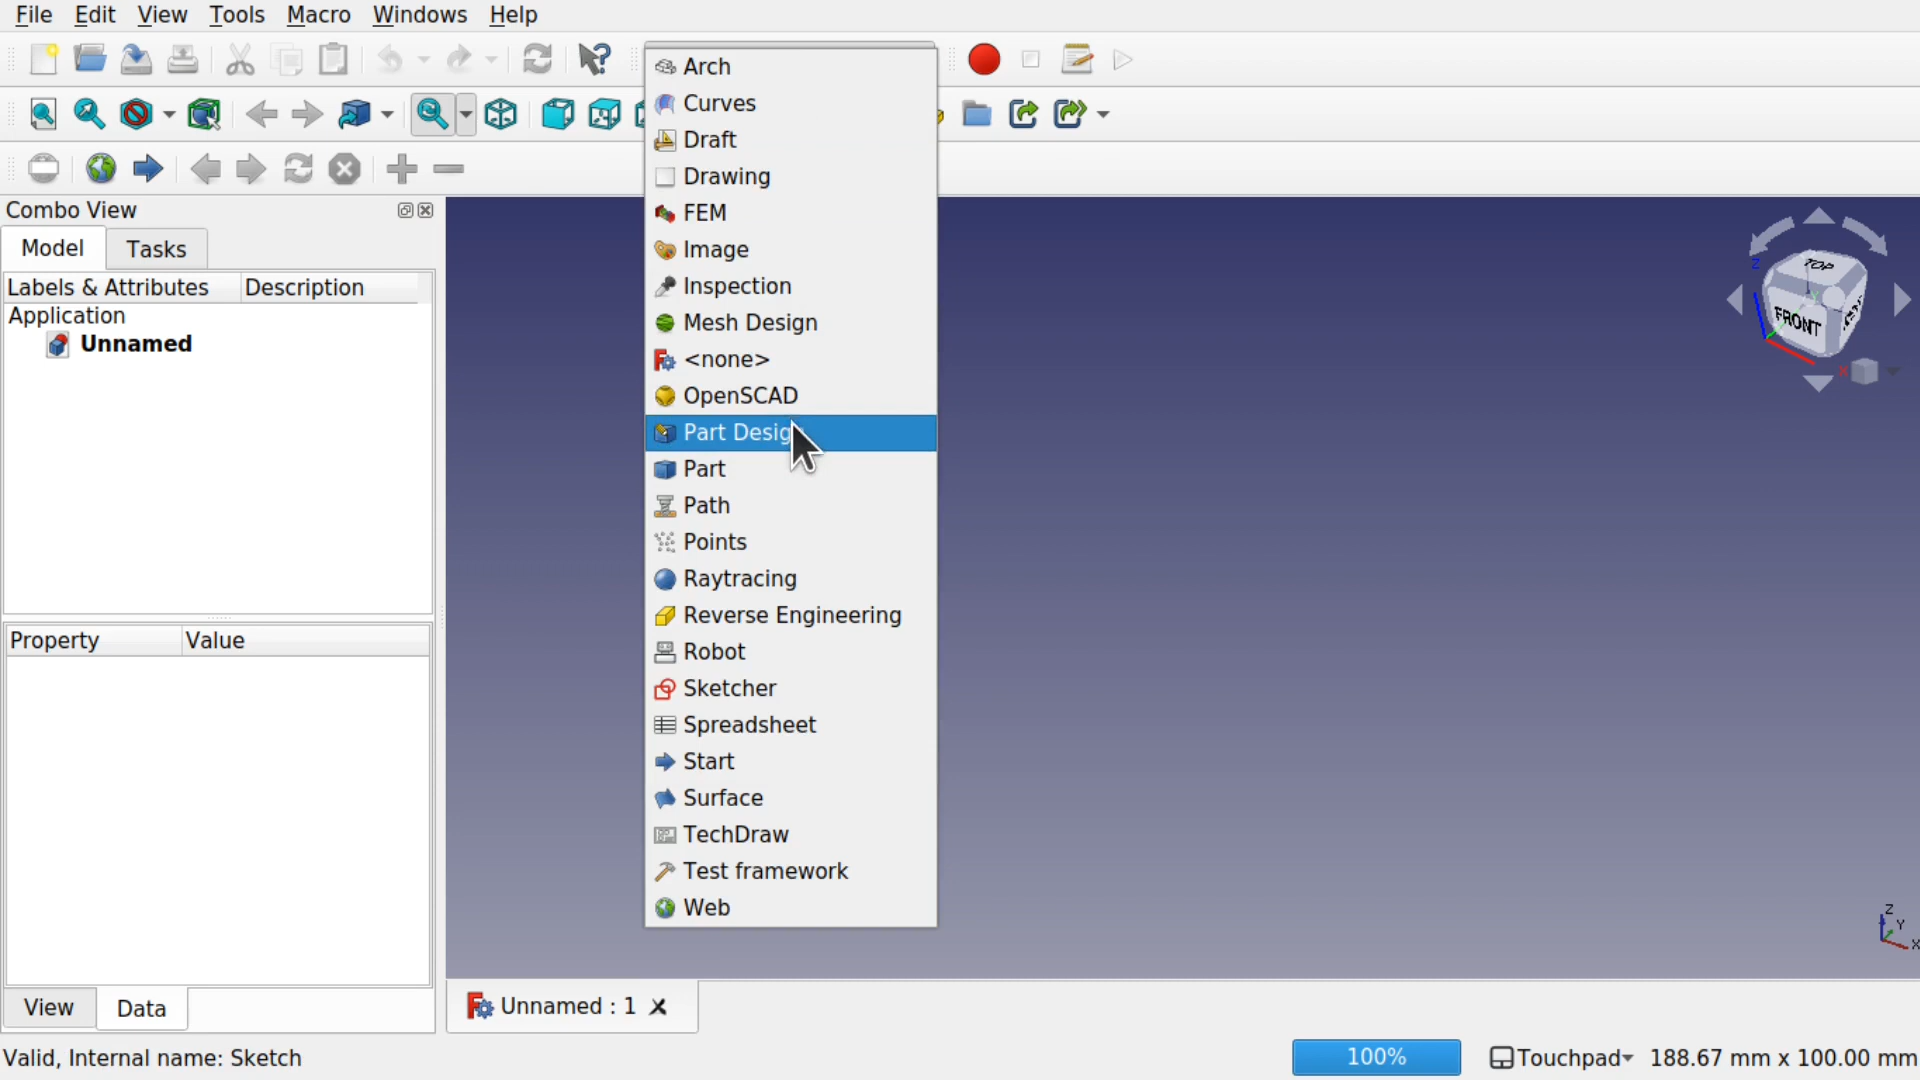 File Edit View Tools Macro Windows Help
Arch
Curves
Draft
Drawing
FEM
Image
Inspection
Mesh Design
<none>
OpenSCAD
Part Design
Part
Path
Points
Raytracing
Reverse Engineering
Robot
Sketcher
Spreadsheet
Start
Surface
TechDraw
Test framework
Web
Combo View
Model Tasks
Labels & Attributes Description
Application
Unnamed
Property Value
View Data
TOP
FRONT
Z
X
Z
Y
X
Unnamed : 1
Valid, Internal name: Sketch
100% Touchpad 188.67 mm x 100.00 mm